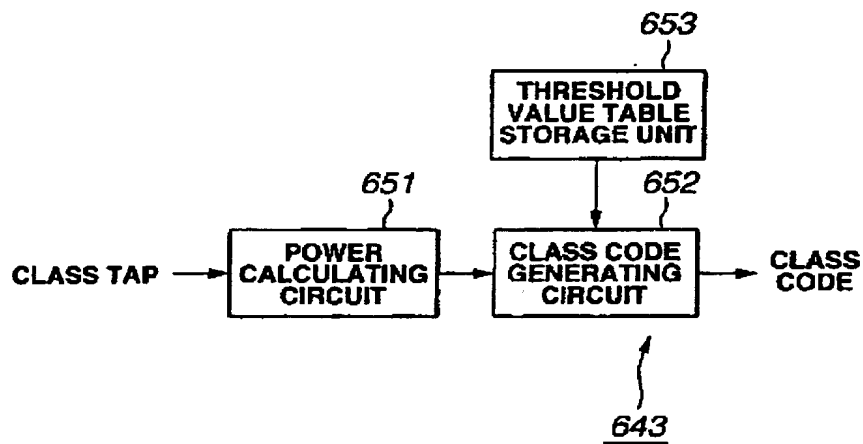 653
THRESHOLD
VALUE TABLE
STORAGE UNIT
651
652
CLASS TAP
POWER
CALCULATING
CIRCUIT
CLASS CODE
GENERATING
CIRCUIT
CLASS
CODE
643